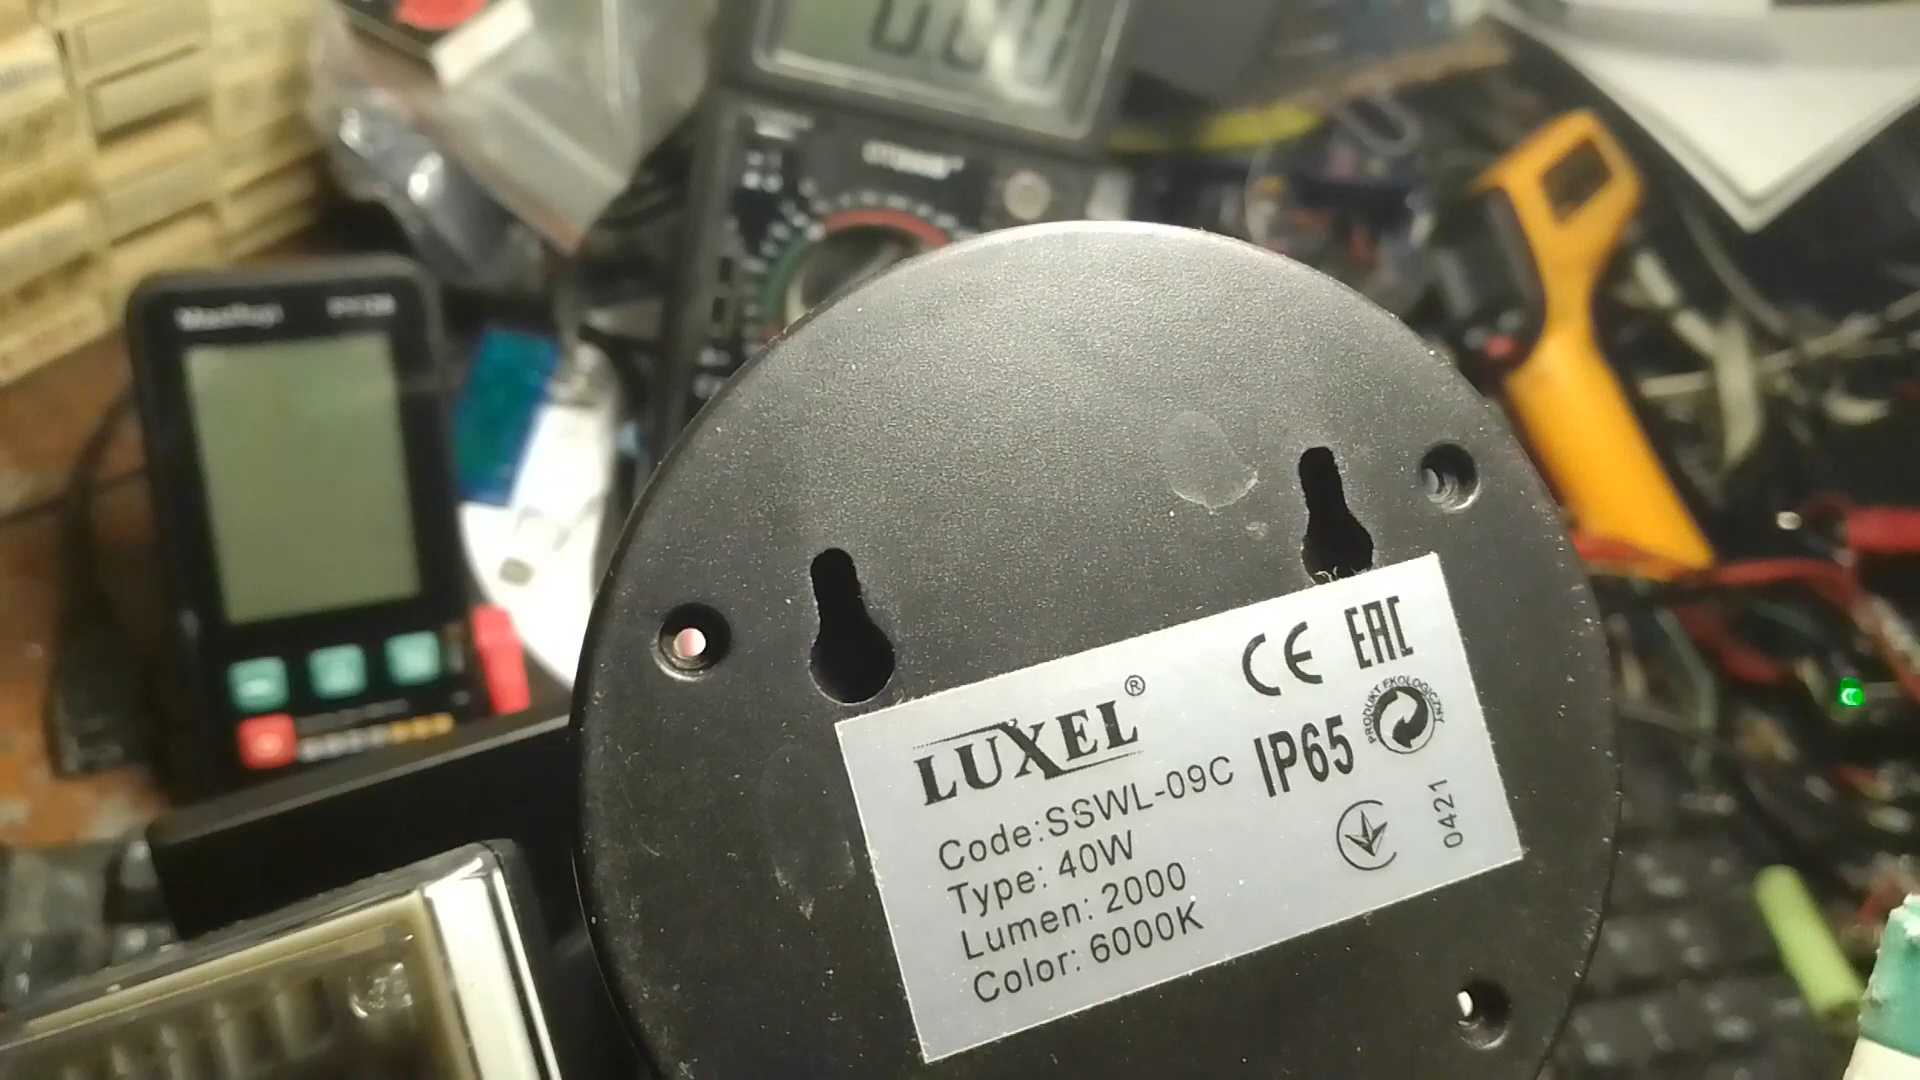 LUXEL®
CE EAC
IP65
PRODUKT EKOLOGICZNY
Code:SSWL-09C
Type: 40W
Lumen: 2000
Color: 6000K
0421